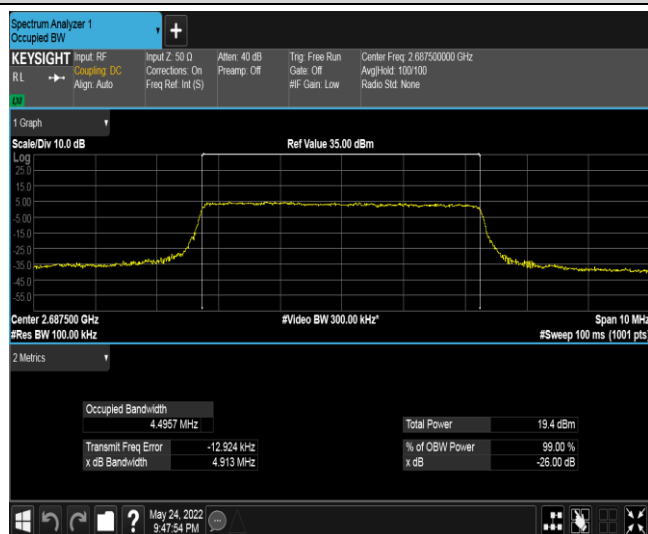 Spectrum Analyzer 1
Occupied BW
+
KEYSIGHT Input: RF Input Z: 50 Ω Atten: 40 dB Trig: Free Run Center Freq: 2.687500000 GHz
RL Coupling: DC Corrections: On Preamp: Off Gate: Off Avg|Hold: 100/100
Align: Auto Freq Ref: Int (S) #IF Gain: Low Radio Std: None
LXI
1 Graph
Scale/Div 10.0 dB Ref Value 35.00 dBm
Log
25.0
15.0
5.00
-5.00
-15.0
-25.0
-35.0
-45.0
-55.0
Center 2.687500 GHz #Video BW 300.00 kHz* Span 10 MHz
#Res BW 100.00 kHz #Sweep 100 ms (1001 pts)
2 Metrics
Occupied Bandwidth
4.4957 MHz Total Power 19.4 dBm
Transmit Freq Error -12.924 kHz % of OBW Power 99.00 %
x dB Bandwidth 4.913 MHz x dB -26.00 dB
? May 24, 2022
9:47:54 PM